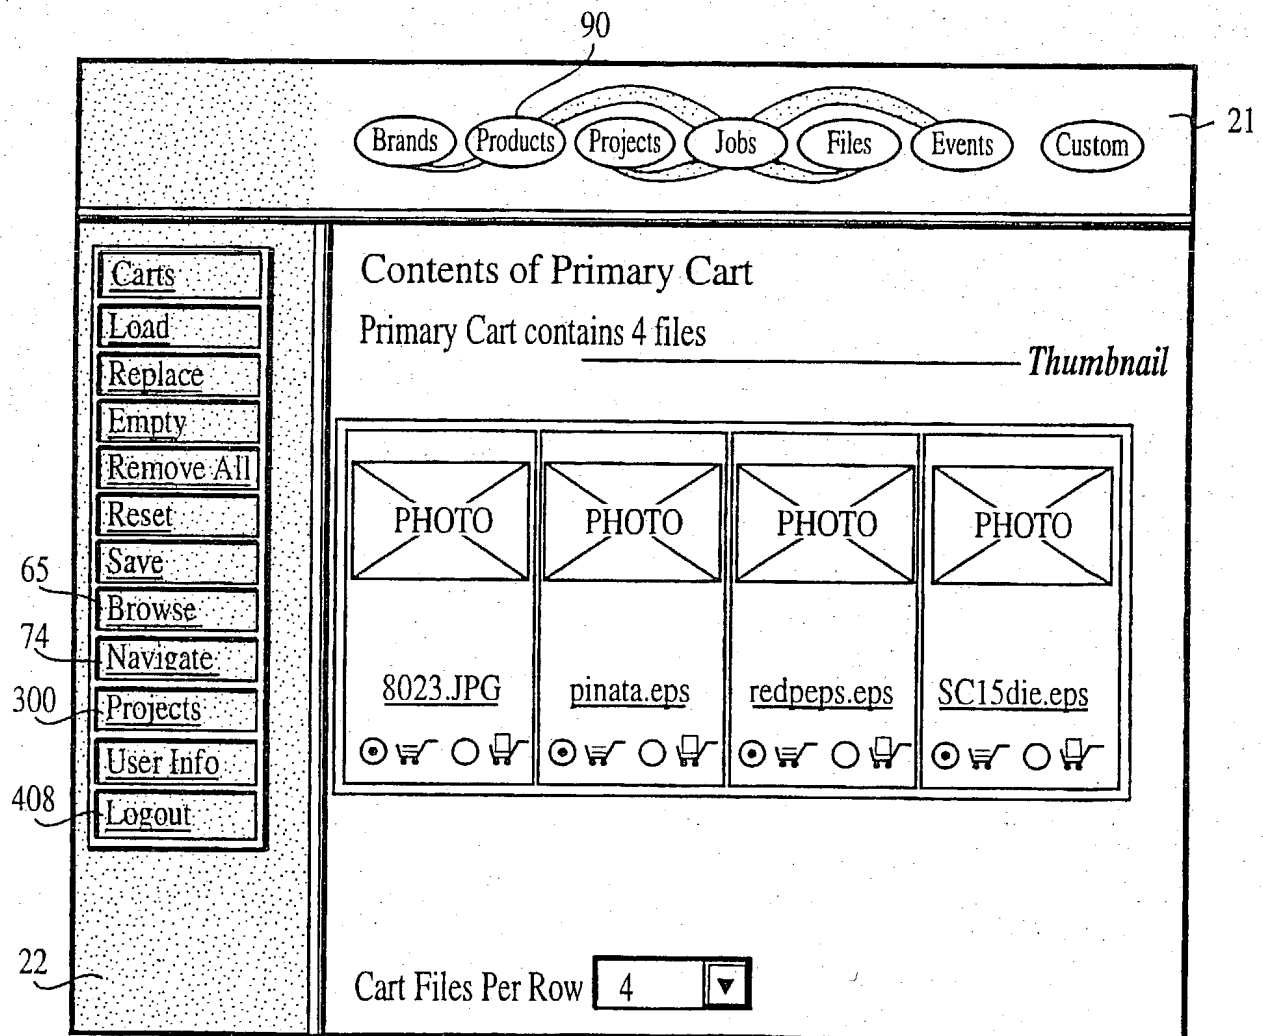 90
Brands Products Projects Jobs Files Events Custom
21
Carts
Load
Replace
Empty
Remove All
Reset
Save
Browse
Navigate
Projects
User Info
Logout
65
74
300
408
22
Contents of Primary Cart
Primary Cart contains 4 files
Thumbnail
PHOTO PHOTO PHOTO PHOTO
8023.JPG pinata.eps redpeps.eps SC15die.eps
Cart Files Per Row 4